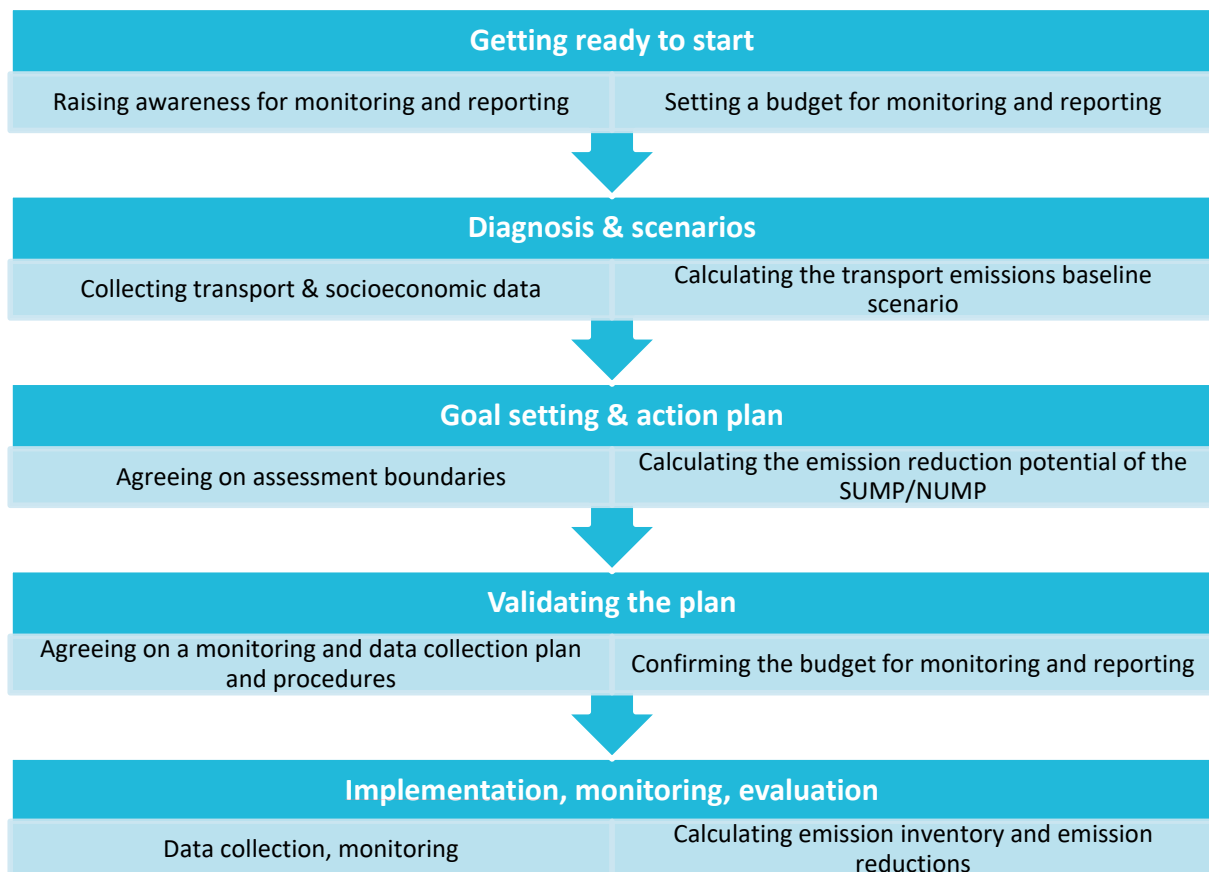 Getting ready to start
Raising awareness for monitoring and reporting
Setting a budget for monitoring and reporting
Diagnosis & scenarios
Collecting transport & socioeconomic data
Calculating the transport emissions baseline
scenario
Goal setting & action plan
Agreeing on assessment boundaries
Calculating the emission reduction potential of the
SUMP/NUMP
Validating the plan
Agreeing on a monitoring and data collection plan
and procedures
Confirming the budget for monitoring and reporting
Implementation, monitoring, evaluation
Data collection, monitoring
Calculating emission inventory and emission
reductions